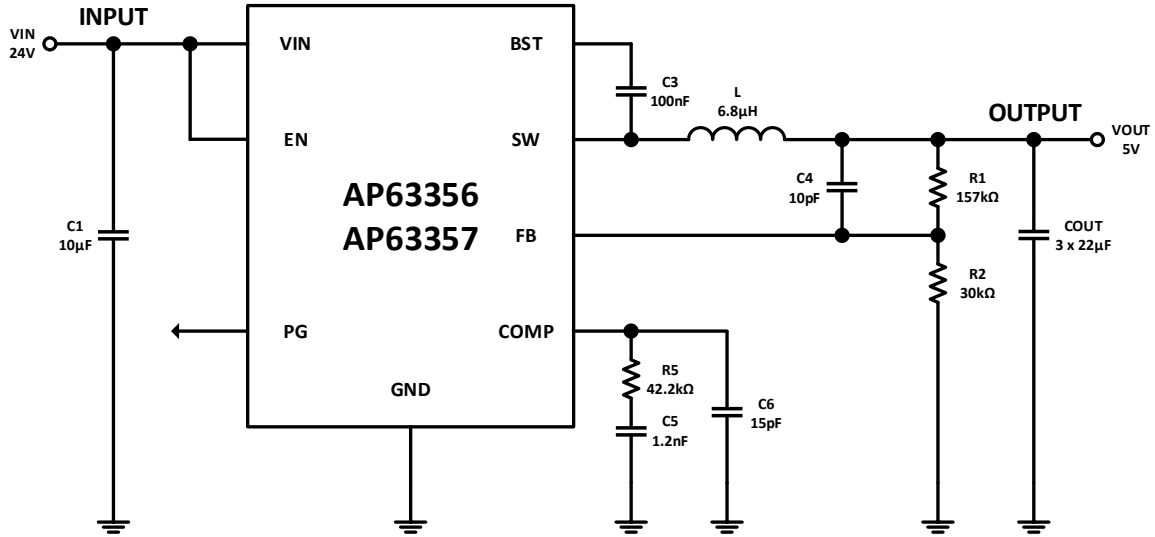 INPUT
VIN
24V
VIN
BST
C3
100nF
L
6.8µH
OUTPUT
VOUT
5V
EN
SW
AP63356
AP63357
C4
10pF
R1
157kΩ
C1
10µF
FB
COUT
3 x 22µF
R2
30kΩ
PG
COMP
GND
R5
42.2kΩ
C5
1.2nF
C6
15pF